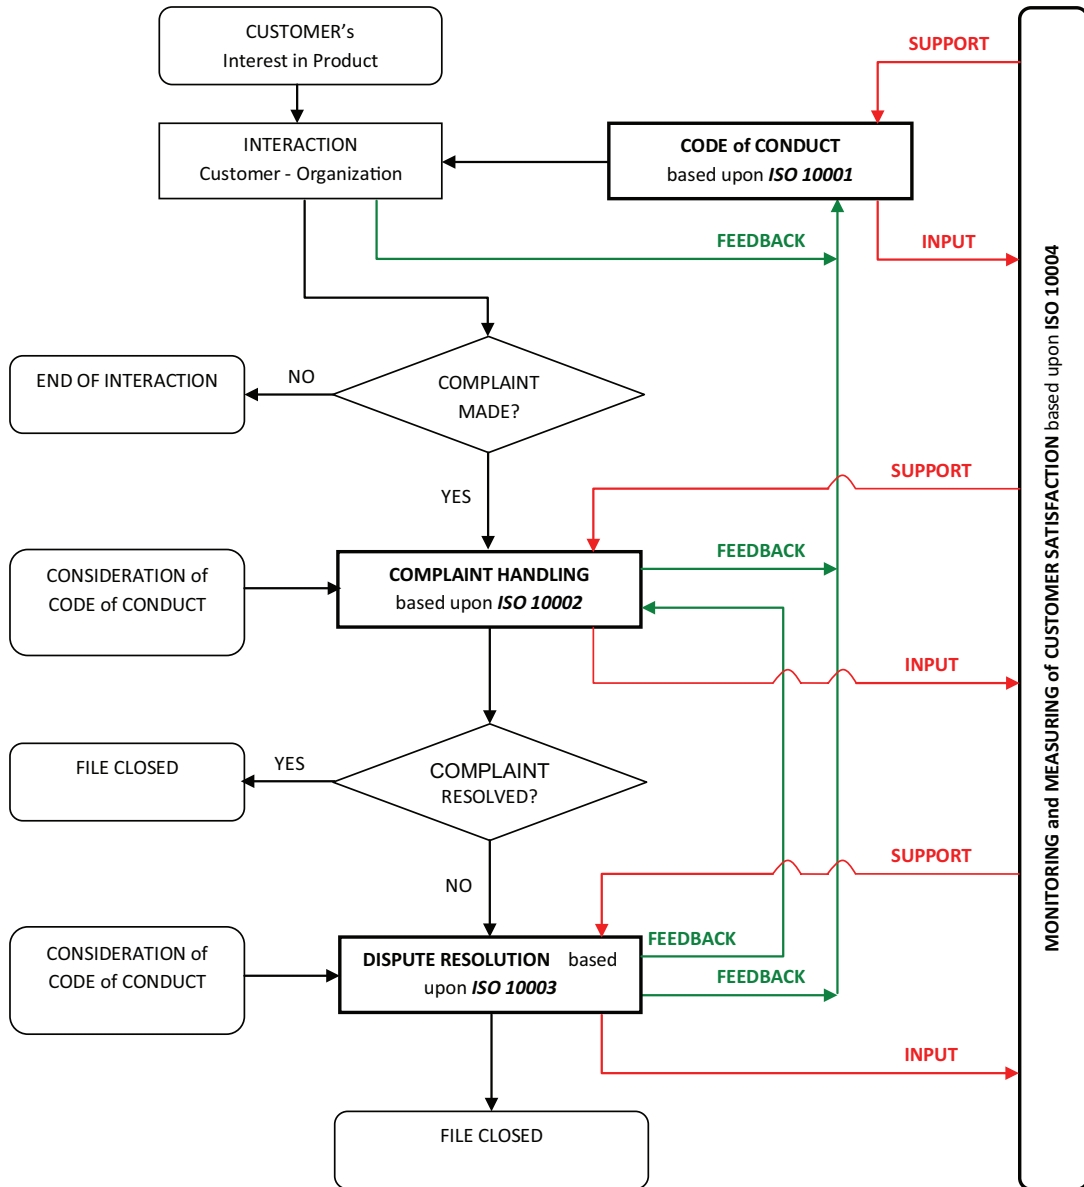 CUSTOMER's
Interest in Product
SUPPORT
INTERACTION
Customer - Organization
CODE of CONDUCT
based upon ISO 10001
FEEDBACK
INPUT
END OF INTERACTION
NO
COMPLAINT
MADE?
YES
SUPPORT
CONSIDERATION of
CODE of CONDUCT
COMPLAINT HANDLING
based upon ISO 10002
FEEDBACK
INPUT
FILE CLOSED
YES
COMPLAINT
RESOLVED?
NO
SUPPORT
CONSIDERATION of
CODE of CONDUCT
DISPUTE RESOLUTION based
upon ISO 10003
FEEDBACK
FEEDBACK
INPUT
FILE CLOSED
MONITORING and MEASURING of CUSTOMER SATISFACTION based upon ISO 10004